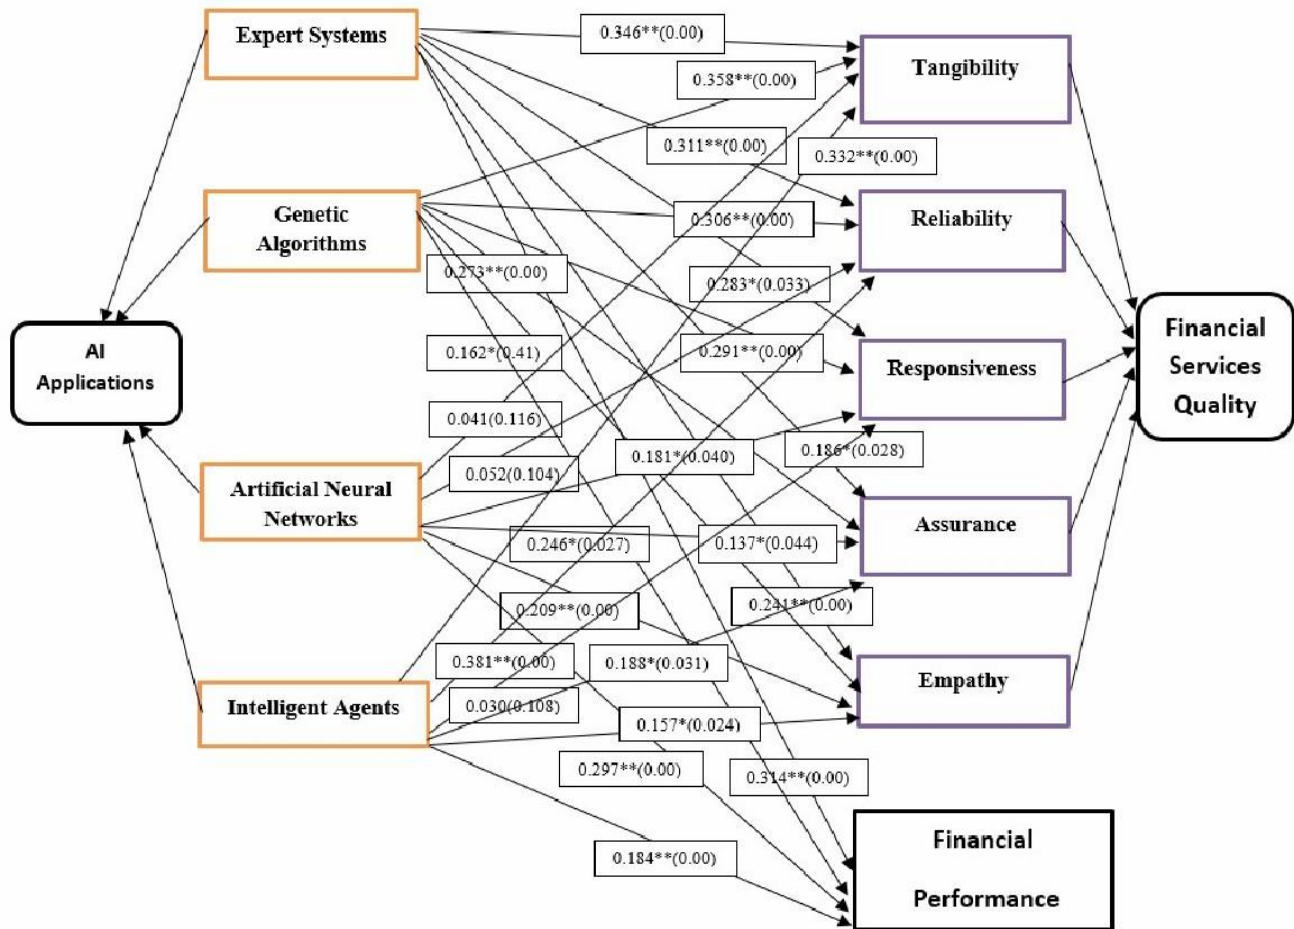 Expert Systems
0.346**(0.00)
Tangibility
0.358**(0.00)
0.311**(0.00)
0.332**(0.00)
Genetic
Algorithms
0.306**(0.00)
Reliability
0.273**(0.00)
0.283*(0.033)
AI
Applications
0.162*(0.41)
0.291**(0.00)
Responsiveness
Financial
Services
Quality
0.041(0.116)
0.181*(0.040)
0.186*(0.028)
0.052(0.104)
Artificial Neural
Networks
0.246*(0.027)
0.137*(0.044)
Assurance
0.209**(0.00)
0.241**(0.00)
0.381**(0.00)
0.188*(0.031)
Empathy
Intelligent Agents
0.030(0.108)
0.157*(0.024)
0.297**(0.00)
0.314**(0.00)
0.184**(0.00)
Financial
Performance